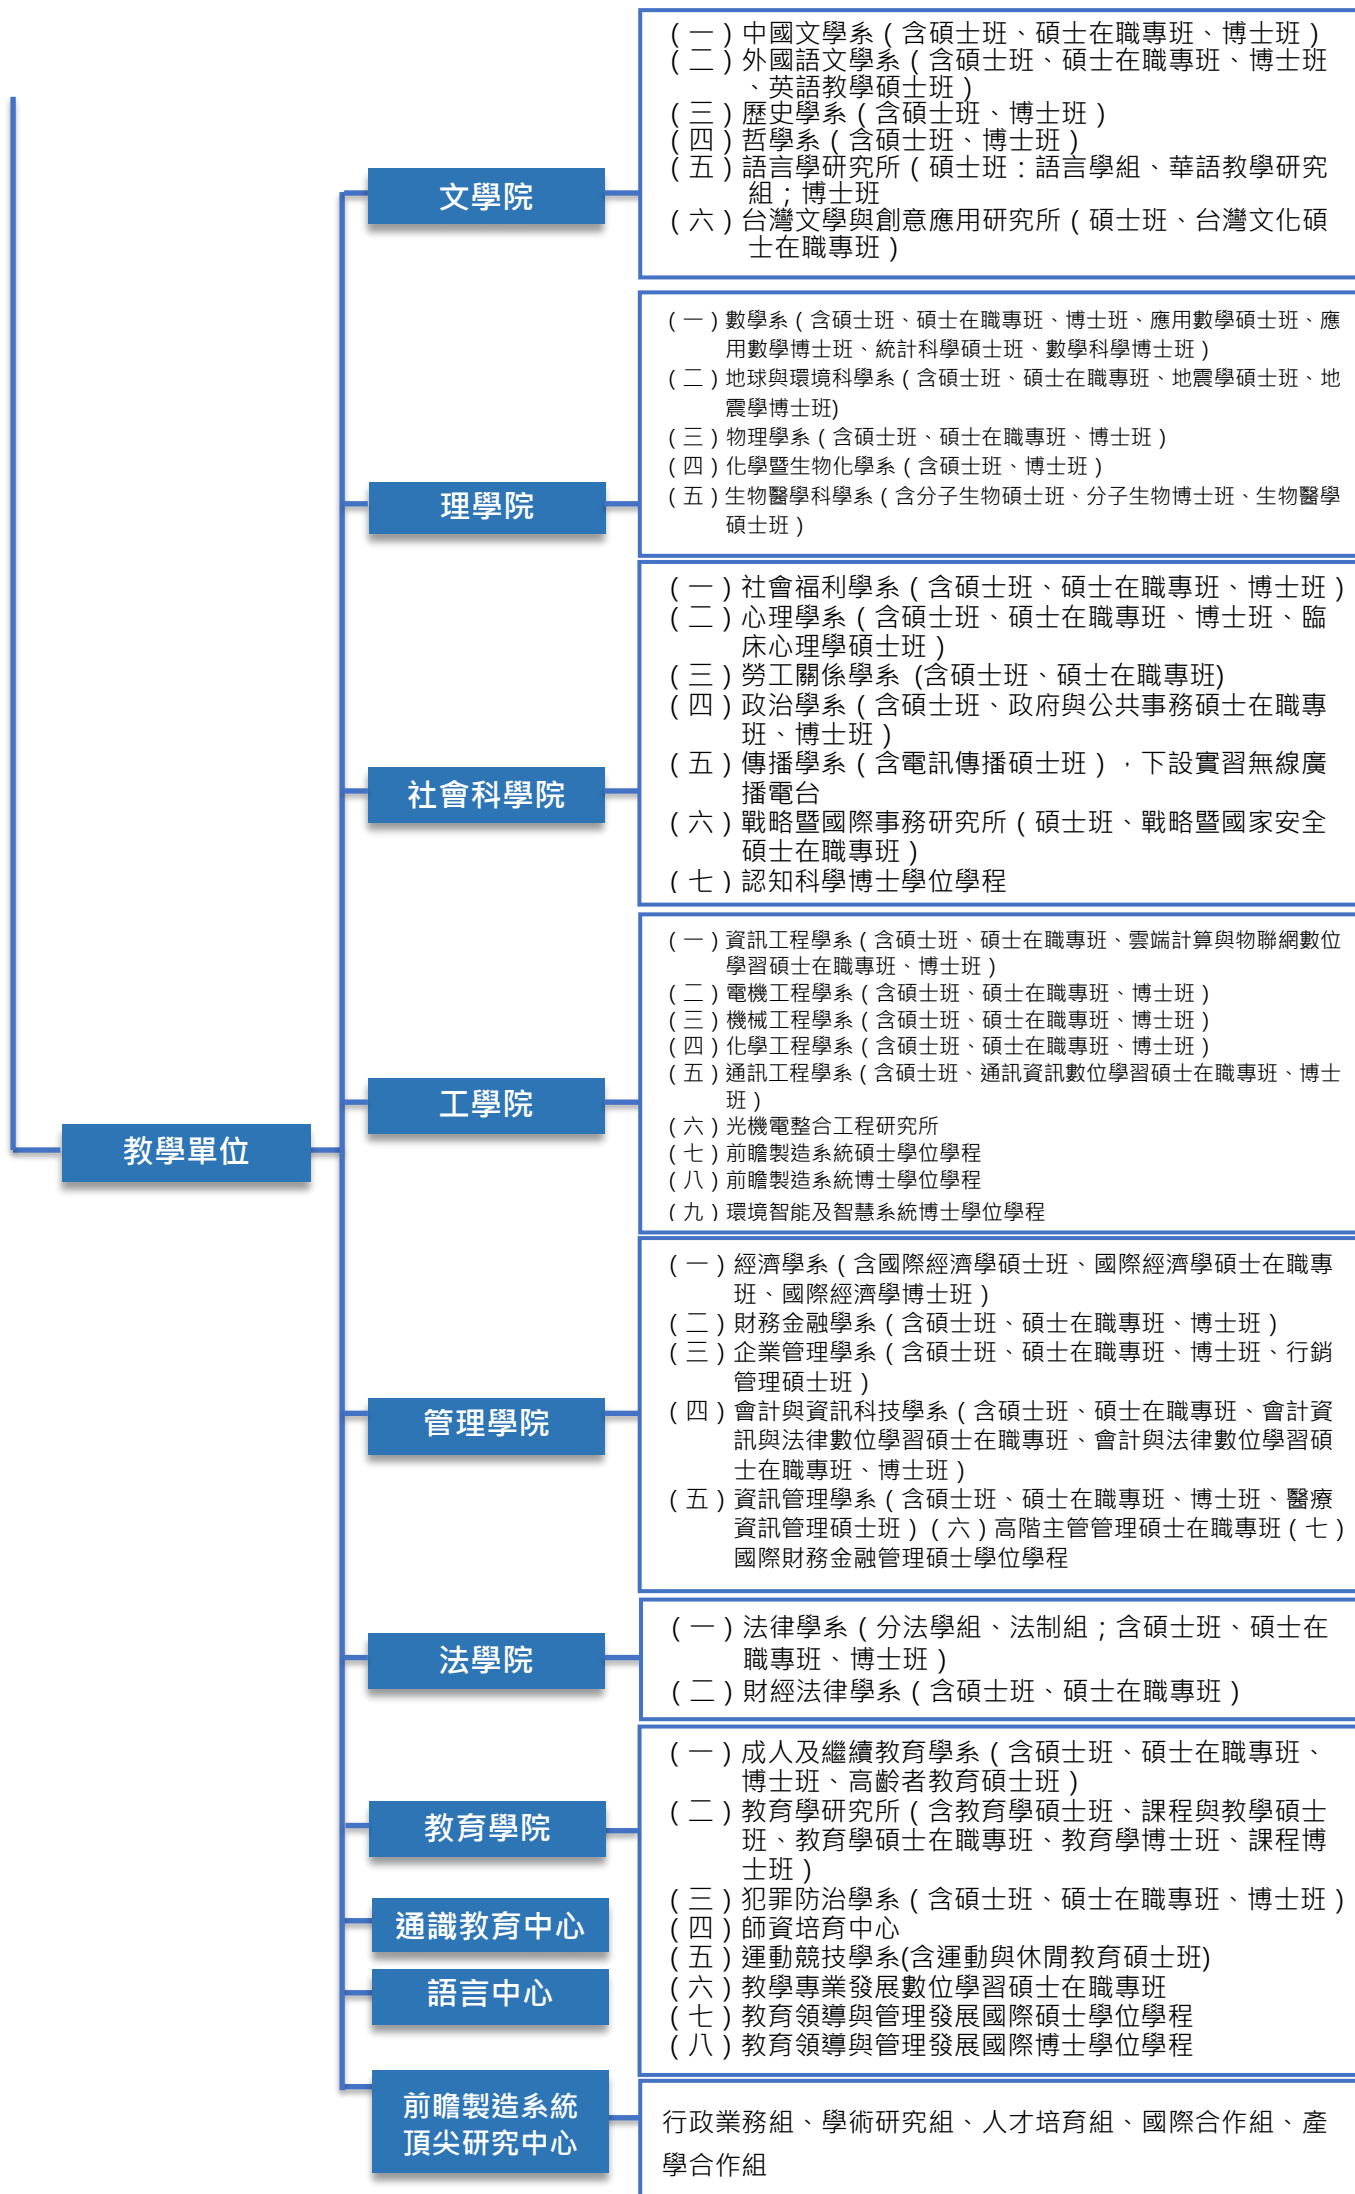 （一）中國文學系（含碩士班、碩士在職專班、博士班）
（二）外國語文學系（含碩士班、碩士在職專班、博士班
、英語教學碩士班）
（三）歷史學系（含碩士班、博士班）
（四）哲學系（含碩士班、博士班）
（五）語言學研究所（碩士班：語言學組、華語教學研究
組；博士班
（六）台灣文學與創意應用研究所（碩士班、台灣文化碩
士在職專班）
文學院
（一）數學系（含碩士班、碩士在職專班、博士班、應用數學碩士班、應
用數學博士班、統計科學碩士班、數學科學博士班）
（二）地球與環境科學系（含碩士班、碩士在職專班、地震學碩士班、地
震學博士班)
（三）物理學系（含碩士班、碩士在職專班、博士班）
（四）化學暨生物化學系（含碩士班、博士班）
（五）生物醫學科學系（含分子生物碩士班、分子生物博士班、生物醫學
碩士班）
理學院
（一）社會福利學系（含碩士班、碩士在職專班、博士班）
（二）心理學系（含碩士班、碩士在職專班、博士班、臨
床心理學碩士班）
（三）勞工關係學系 (含碩士班、碩士在職專班)
（四）政治學系（含碩士班、政府與公共事務碩士在職專
班、博士班）
（五）傳播學系（含電訊傳播碩士班），下設實習無線廣
播電台
（六）戰略暨國際事務研究所（碩士班、戰略暨國家安全
碩士在職專班）
（七）認知科學博士學位學程
社會科學院
（一）資訊工程學系（含碩士班、碩士在職專班、雲端計算與物聯網數位
學習碩士在職專班、博士班）
（二）電機工程學系（含碩士班、碩士在職專班、博士班）
（三）機械工程學系（含碩士班、碩士在職專班、博士班）
（四）化學工程學系（含碩士班、碩士在職專班、博士班）
（五）通訊工程學系（含碩士班、通訊資訊數位學習碩士在職專班、博士
班）
（六）光機電整合工程研究所
（七）前瞻製造系統碩士學位學程
（八）前瞻製造系統博士學位學程
（九）環境智能及智慧系統博士學位學程
工學院
教學單位
（一）經濟學系（含國際經濟學碩士班、國際經濟學碩士在職專
班、國際經濟學博士班）
（二）財務金融學系（含碩士班、碩士在職專班、博士班）
（三）企業管理學系（含碩士班、碩士在職專班、博士班、行銷
管理碩士班）
（四）會計與資訊科技學系（含碩士班、碩士在職專班、會計資
訊與法律數位學習碩士在職專班、會計與法律數位學習碩
士在職專班、博士班）
（五）資訊管理學系（含碩士班、碩士在職專班、博士班、醫療
資訊管理碩士班）（六）高階主管管理碩士在職專班（七）
國際財務金融管理碩士學位學程
管理學院
（一）法律學系（分法學組、法制組；含碩士班、碩士在
職專班、博士班）
（二）財經法律學系（含碩士班、碩士在職專班）
法學院
（一）成人及繼續教育學系（含碩士班、碩士在職專班、
博士班、高齡者教育碩士班）
（二）教育學研究所（含教育學碩士班、課程與教學碩士
班、教育學碩士在職專班、教育學博士班、課程博
士班）
（三）犯罪防治學系（含碩士班、碩士在職專班、博士班）
（四）師資培育中心
（五）運動競技學系(含運動與休閒教育碩士班)
（六）教學專業發展數位學習碩士在職專班
（七）教育領導與管理發展國際碩士學位學程
（八）教育領導與管理發展國際博士學位學程
教育學院
通識教育中心
語言中心
前瞻製造系統
頂尖研究中心
行政業務組、學術研究組、人才培育組、國際合作組、產
學合作組